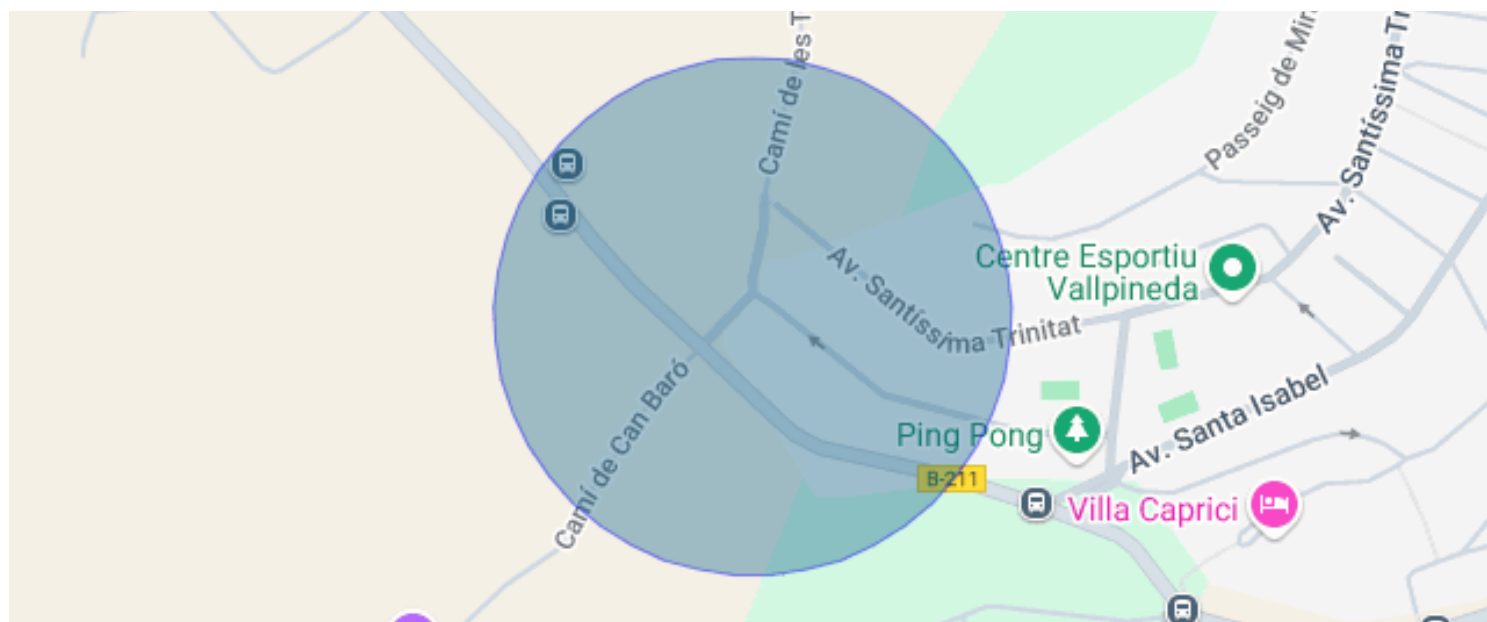 Camí de les T
Passeig de Mir
Av. Santíssima Tr
Centre Esportiu
Vallpineda
Av. Santíssima Trinitat
Camí de Can Baró
Ping Pong
Av. Santa Isabel
B-211
Villa Caprici